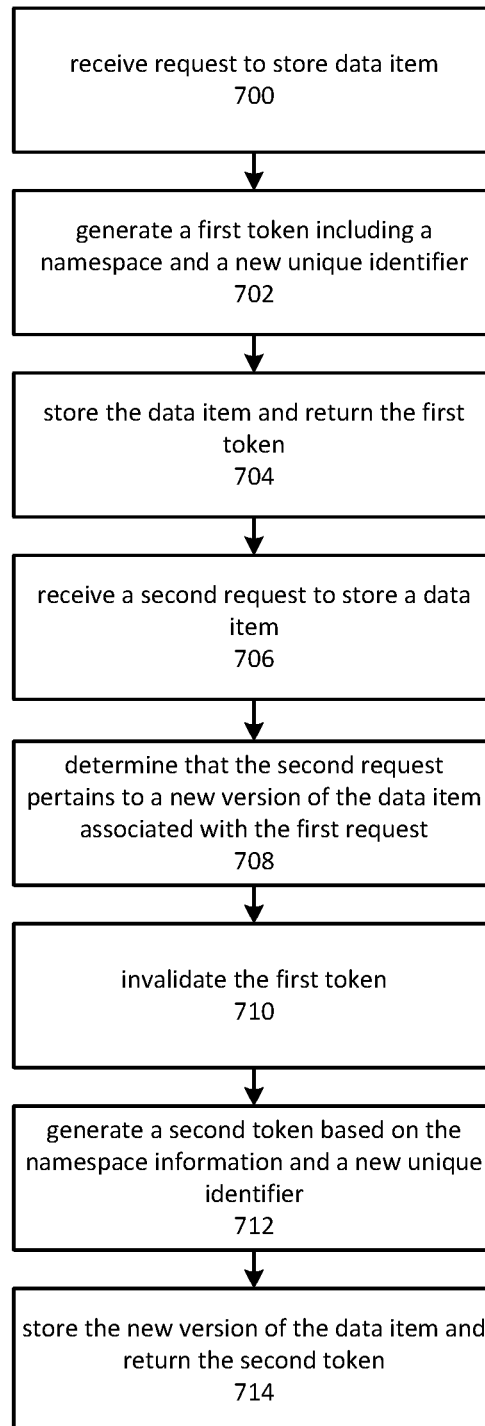 receive request to store data item
700
generate a first token including a
namespace and a new unique identifier
702
store the data item and return the first
token
704
receive a second request to store a data
item
706
determine that the second request
pertains to a new version of the data item
associated with the first request
708
invalidate the first token
710
generate a second token based on the
namespace information and a new unique
identifier
712
store the new version of the data item and
return the second token
714